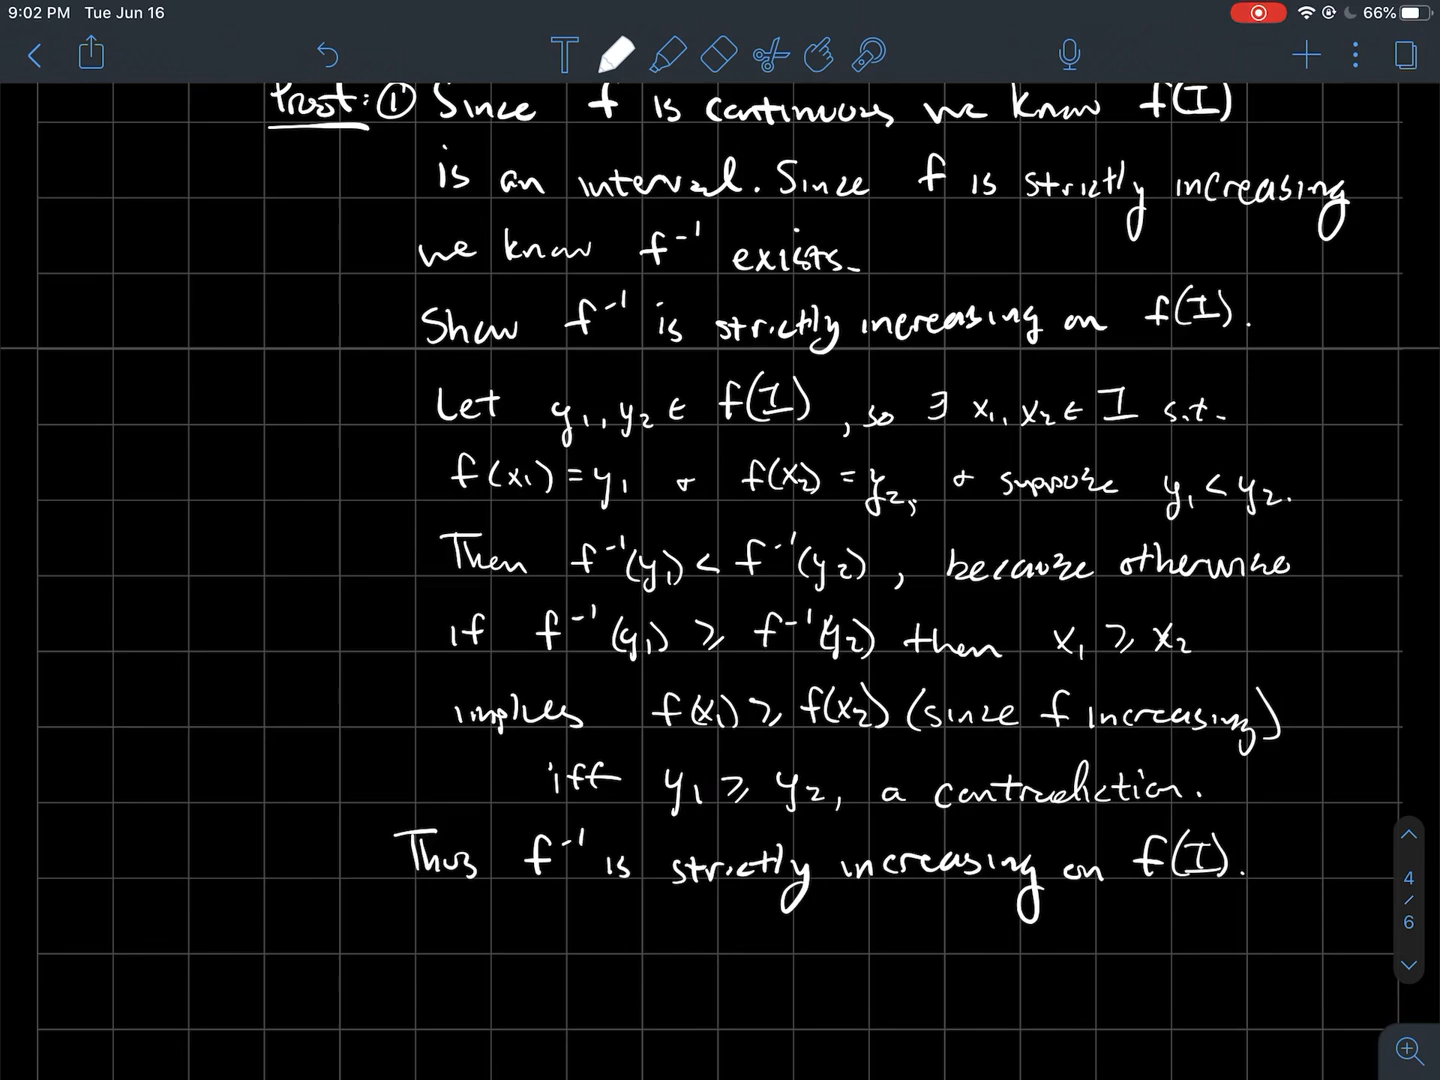 9:02 PM Tue Jun 16
66%
Proof: ① Since f is continuous we know f(I)
is an interval. Since f is strictly increasing
we know f⁻¹ exists.
Show f⁻¹ is strictly increasing on f(I).
Let y₁, y₂ ∈ f(I), so ∃ x₁, x₂ ∈ I s.t.
f(x₁) = y₁ & f(x₂) = y₂, & suppose y₁ < y₂.
Then f⁻¹(y₁) < f⁻¹(y₂), because otherwise
if f⁻¹(y₁) ⩾ f⁻¹(y₂) then x₁ ⩾ x₂
implies f(x₁) ⩾ f(x₂) (since f increasing)
iff y₁ ⩾ y₂, a contradiction.
Thus f⁻¹ is strictly increasing on f(I).
4
/
6